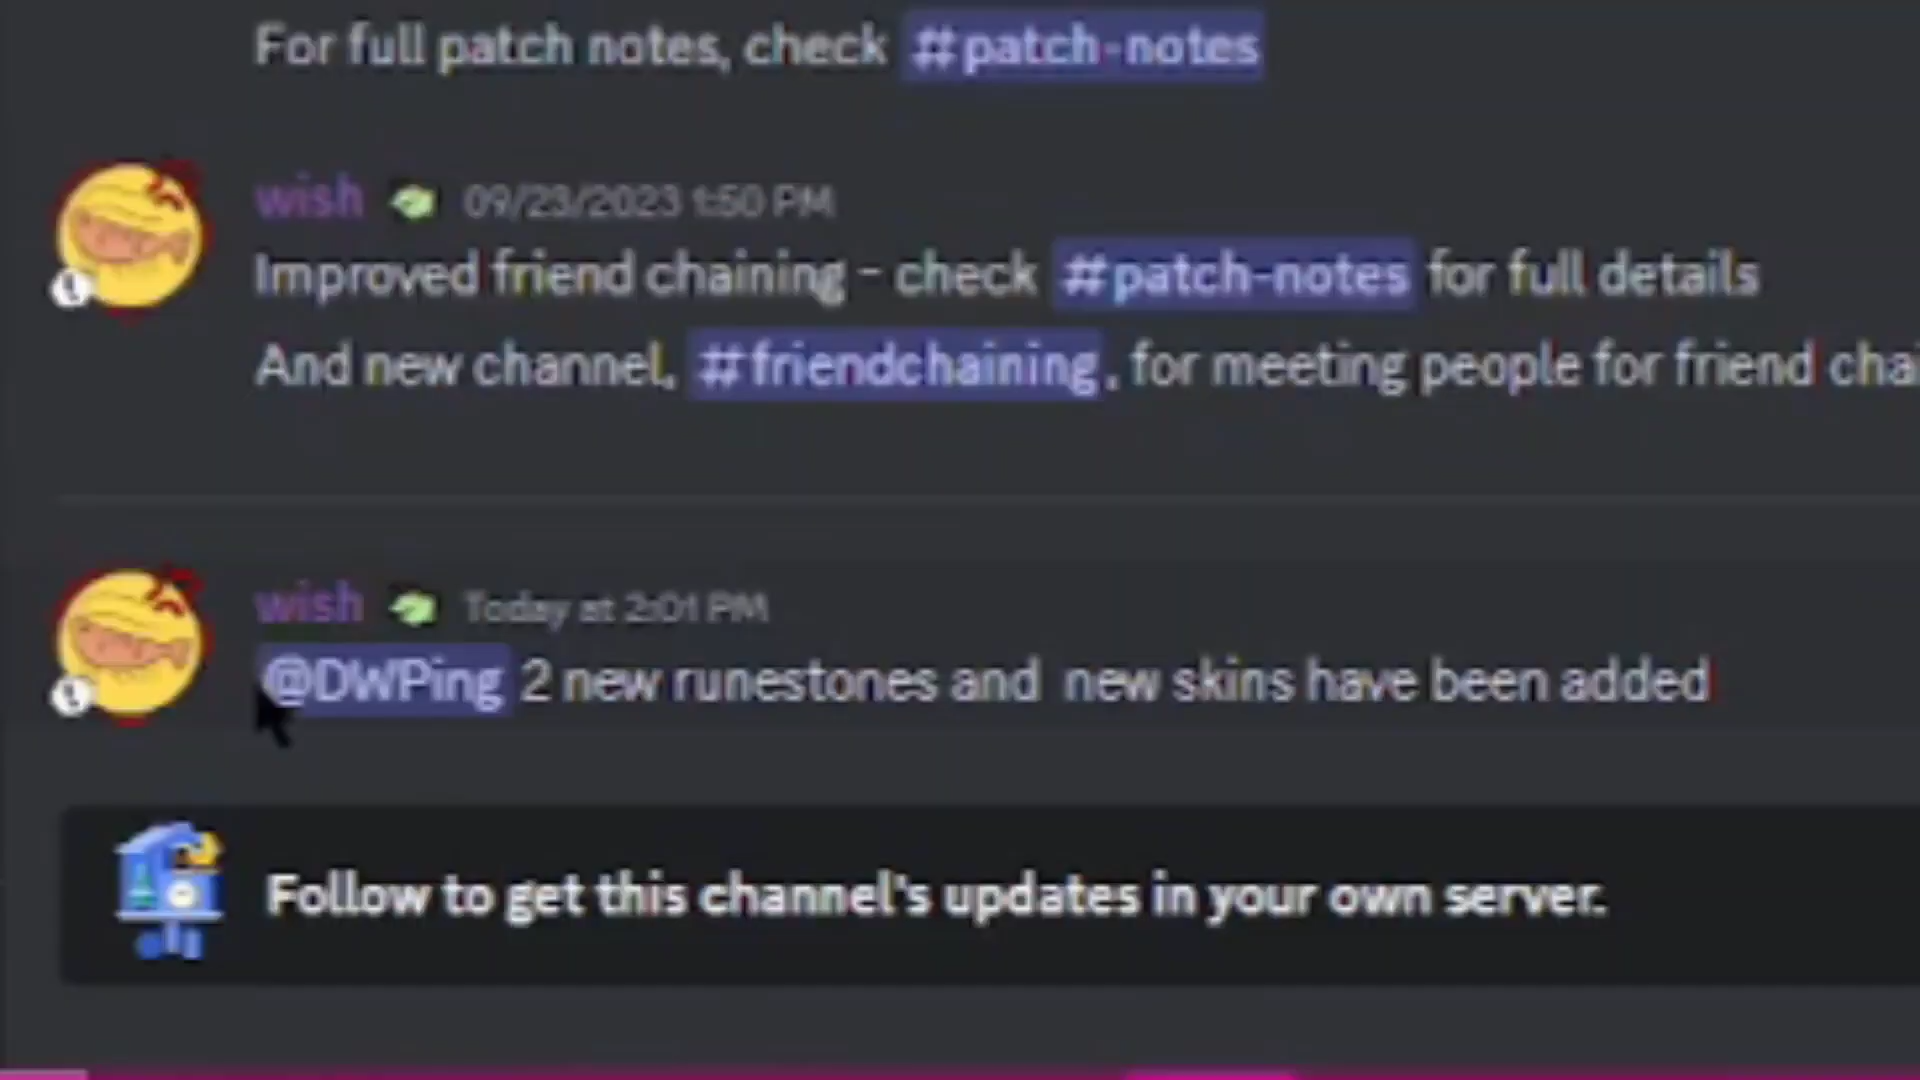 For full patch notes, check #patch-notes
wish 09/23/2023 1:50 PM
Improved friend chaining - check #patch-notes for full details
And new channel, #friendchaining, for meeting people for friend chai
wish Today at 2:01 PM
@DWPing 2 new runestones and new skins have been added
Follow to get this channel's updates in your own server.